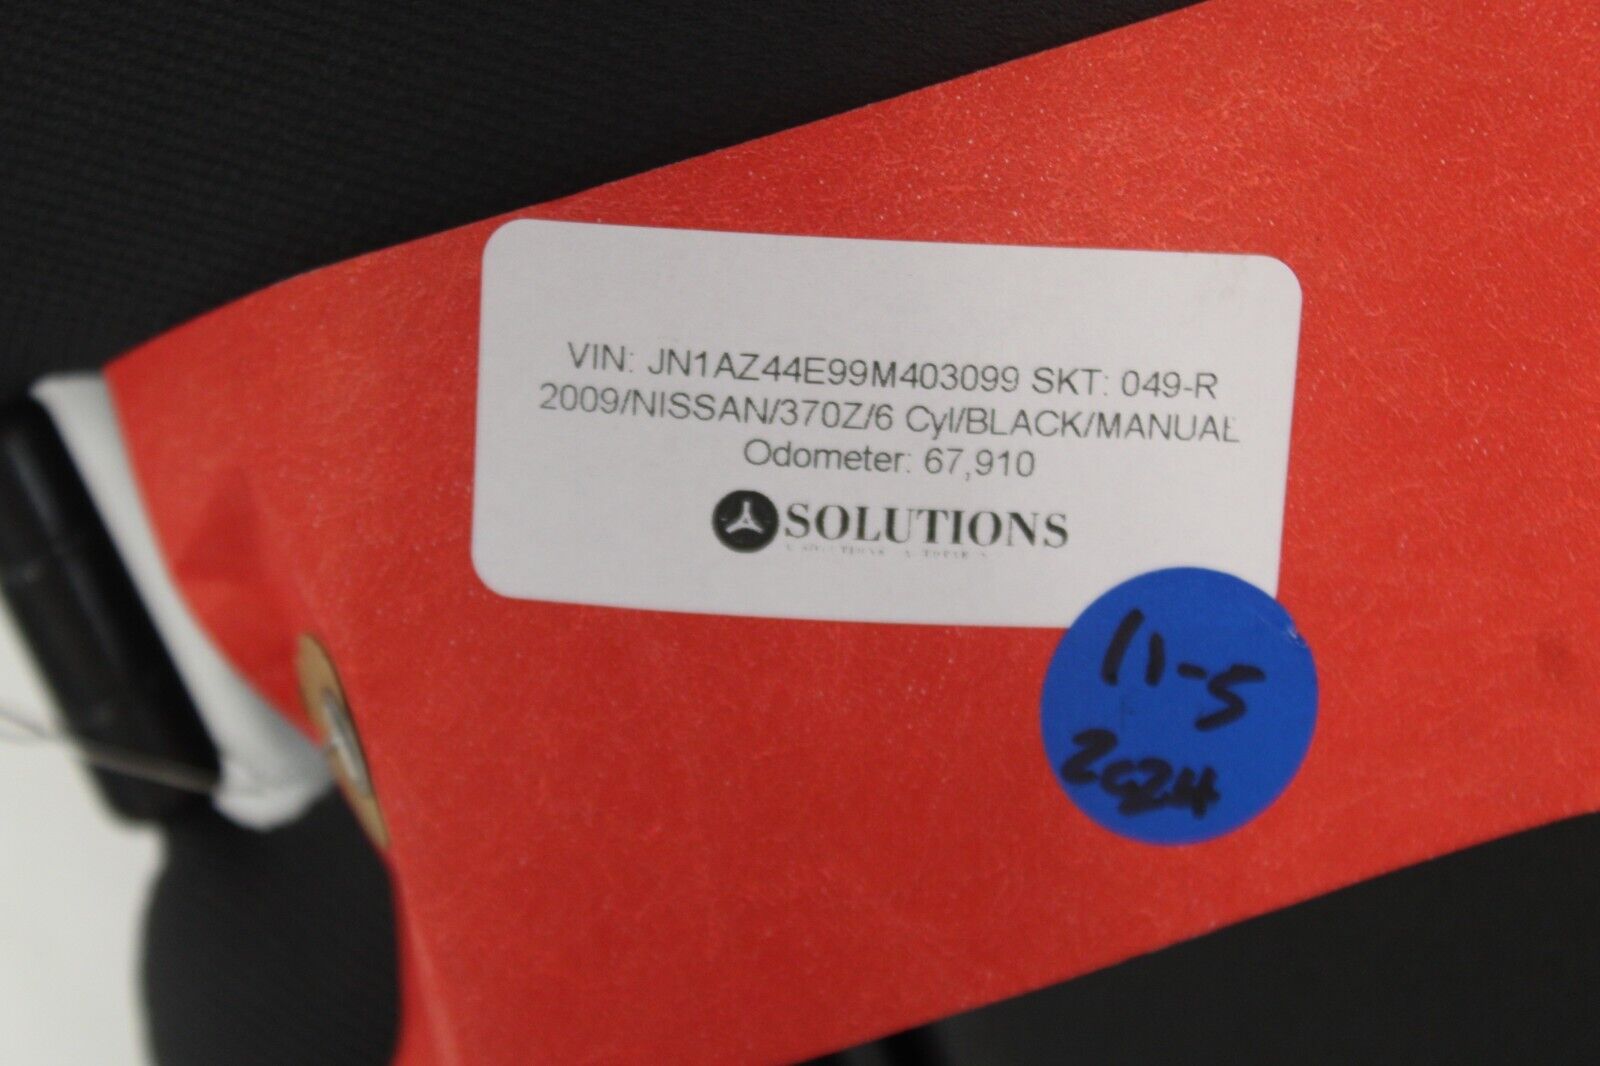 VIN: JN1AZ44E99M403099 SKT: 049-R
2009/NISSAN/370Z/6 Cyl/BLACK/MANUAL
Odometer: 67,910
SOLUTIONS
11-5
2024